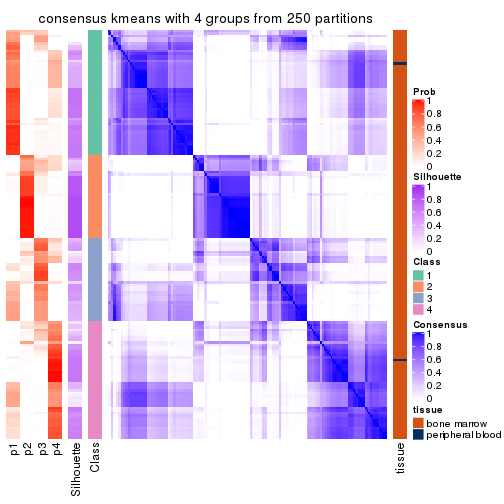 consensus kmeans with 4 groups from 250 partitions
Prob
1
0.8
0.6
0.4
0.2
0
Silhouette
1
0.8
0.6
0.4
0.2
0
Class
1
2
3
4
Consensus
1
0.8
0.6
0.4
0.2
0
tissue
bone marrow
peripheral blood
p1
p2
p3
p4
Silhouette
Class
tissue